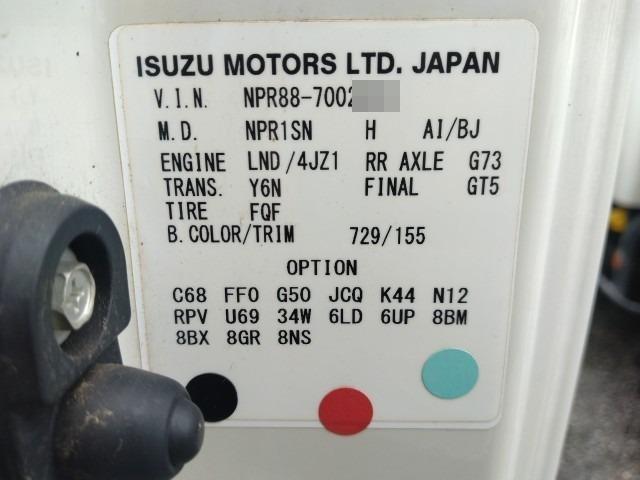 ISUZU MOTORS LTD. JAPAN
V.I.N. NPR88-7002
M.D. NPR1SN H AI/BJ
ENGINE LND/4JZ1 RR AXLE G73
TRANS. Y6N FINAL GT5
TIRE FQF
B.COLOR/TRIM 729/155
OPTION
C68 FF0 G50 JCQ K44 N12
RPV U69 34W 6LD 6UP 8BM
8BX 8GR 8NS